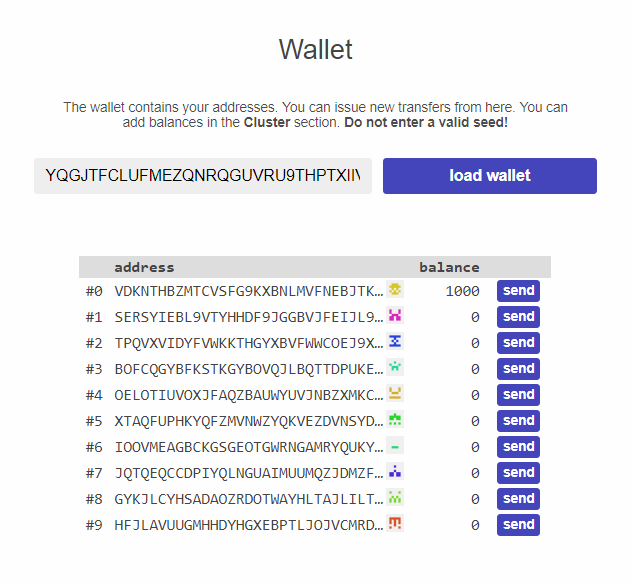 Wallet
The wallet contains your addresses. You can issue new transfers from here. You can
add balances in the Cluster section. Do not enter a valid seed!
YQGJTFCLUFMEZQNRQGUVRU9THPTXIIV load wallet
address balance
#0 VDKNTHBZMTCVSFG9KXBNLMVFNEBJTK… 1000 send
#1 SERSYIEBL9VTYHHDF9JGGBVJFEIJL9… 0 send
#2 TPQVXVIDYFVWKKTHGYXBVFWWCOEJ9X… 0 send
#3 BOFCQGYBFKSTKGYBOVQJLBQTTDPUKE… 0 send
#4 OELOTIUVOXJFAQZBAUWYUVJNBZXMKC… 0 send
#5 XTAQFUPHKYQFZMVNWZYQKVEZDVNSYD… 0 send
#6 IOOVMEAGBCKGSGEOTGWRNGAMRYQUKY… 0 send
#7 JQTQEQCCDPIYQLNGUAIMUUMQZJDMZF… 0 send
#8 GYKJLCYHSADAOZRDOTWAYHLTAJLILT… 0 send
#9 HFJLAVUUGMHHDYHGXEBPTLJOJVCMRD… 0 send